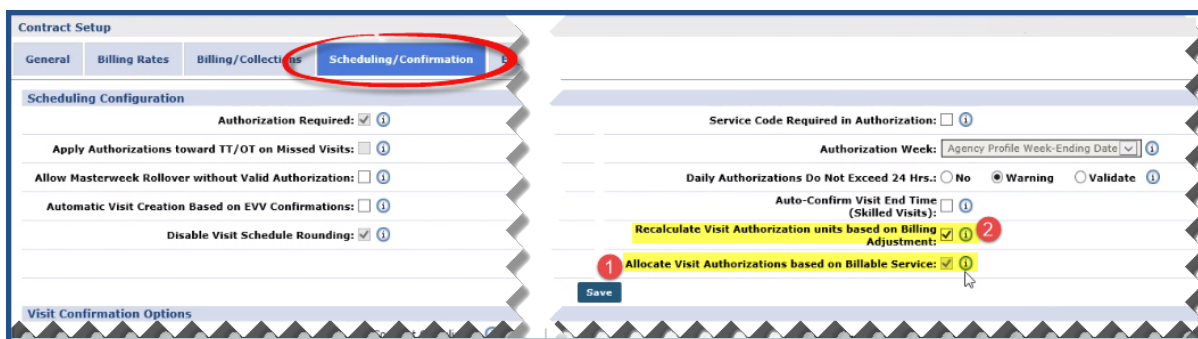 Contract Setup
General Billing Rates Billing/Collections Scheduling/Confirmation
Scheduling Configuration
Authorization Required:
Apply Authorizations toward TT/OT on Missed Visits:
Allow Masterweek Rollover without Valid Authorization:
Automatic Visit Creation Based on EVV Confirmations:
Disable Visit Schedule Rounding:
Service Code Required in Authorization:
Authorization Week: Agency Profile Week-Ending Date
Daily Authorizations Do Not Exceed 24 Hrs.: No Warning Validate
Auto-Confirm Visit End Time
(Skilled Visits):
Recalculate Visit Authorization units based on Billing
Adjustment: 2
1 Allocate Visit Authorizations based on Billable Service:
Save
Visit Confirmation Options